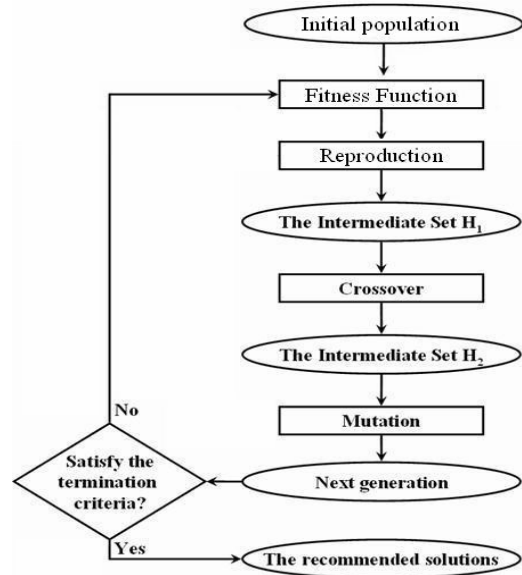 Initial population
Fitness Function
Reproduction
The Intermediate Set H₁
Crossover
The Intermediate Set H₂
Mutation
Next generation
No
Satisfy the
termination
criteria?
Yes
The recommended solutions